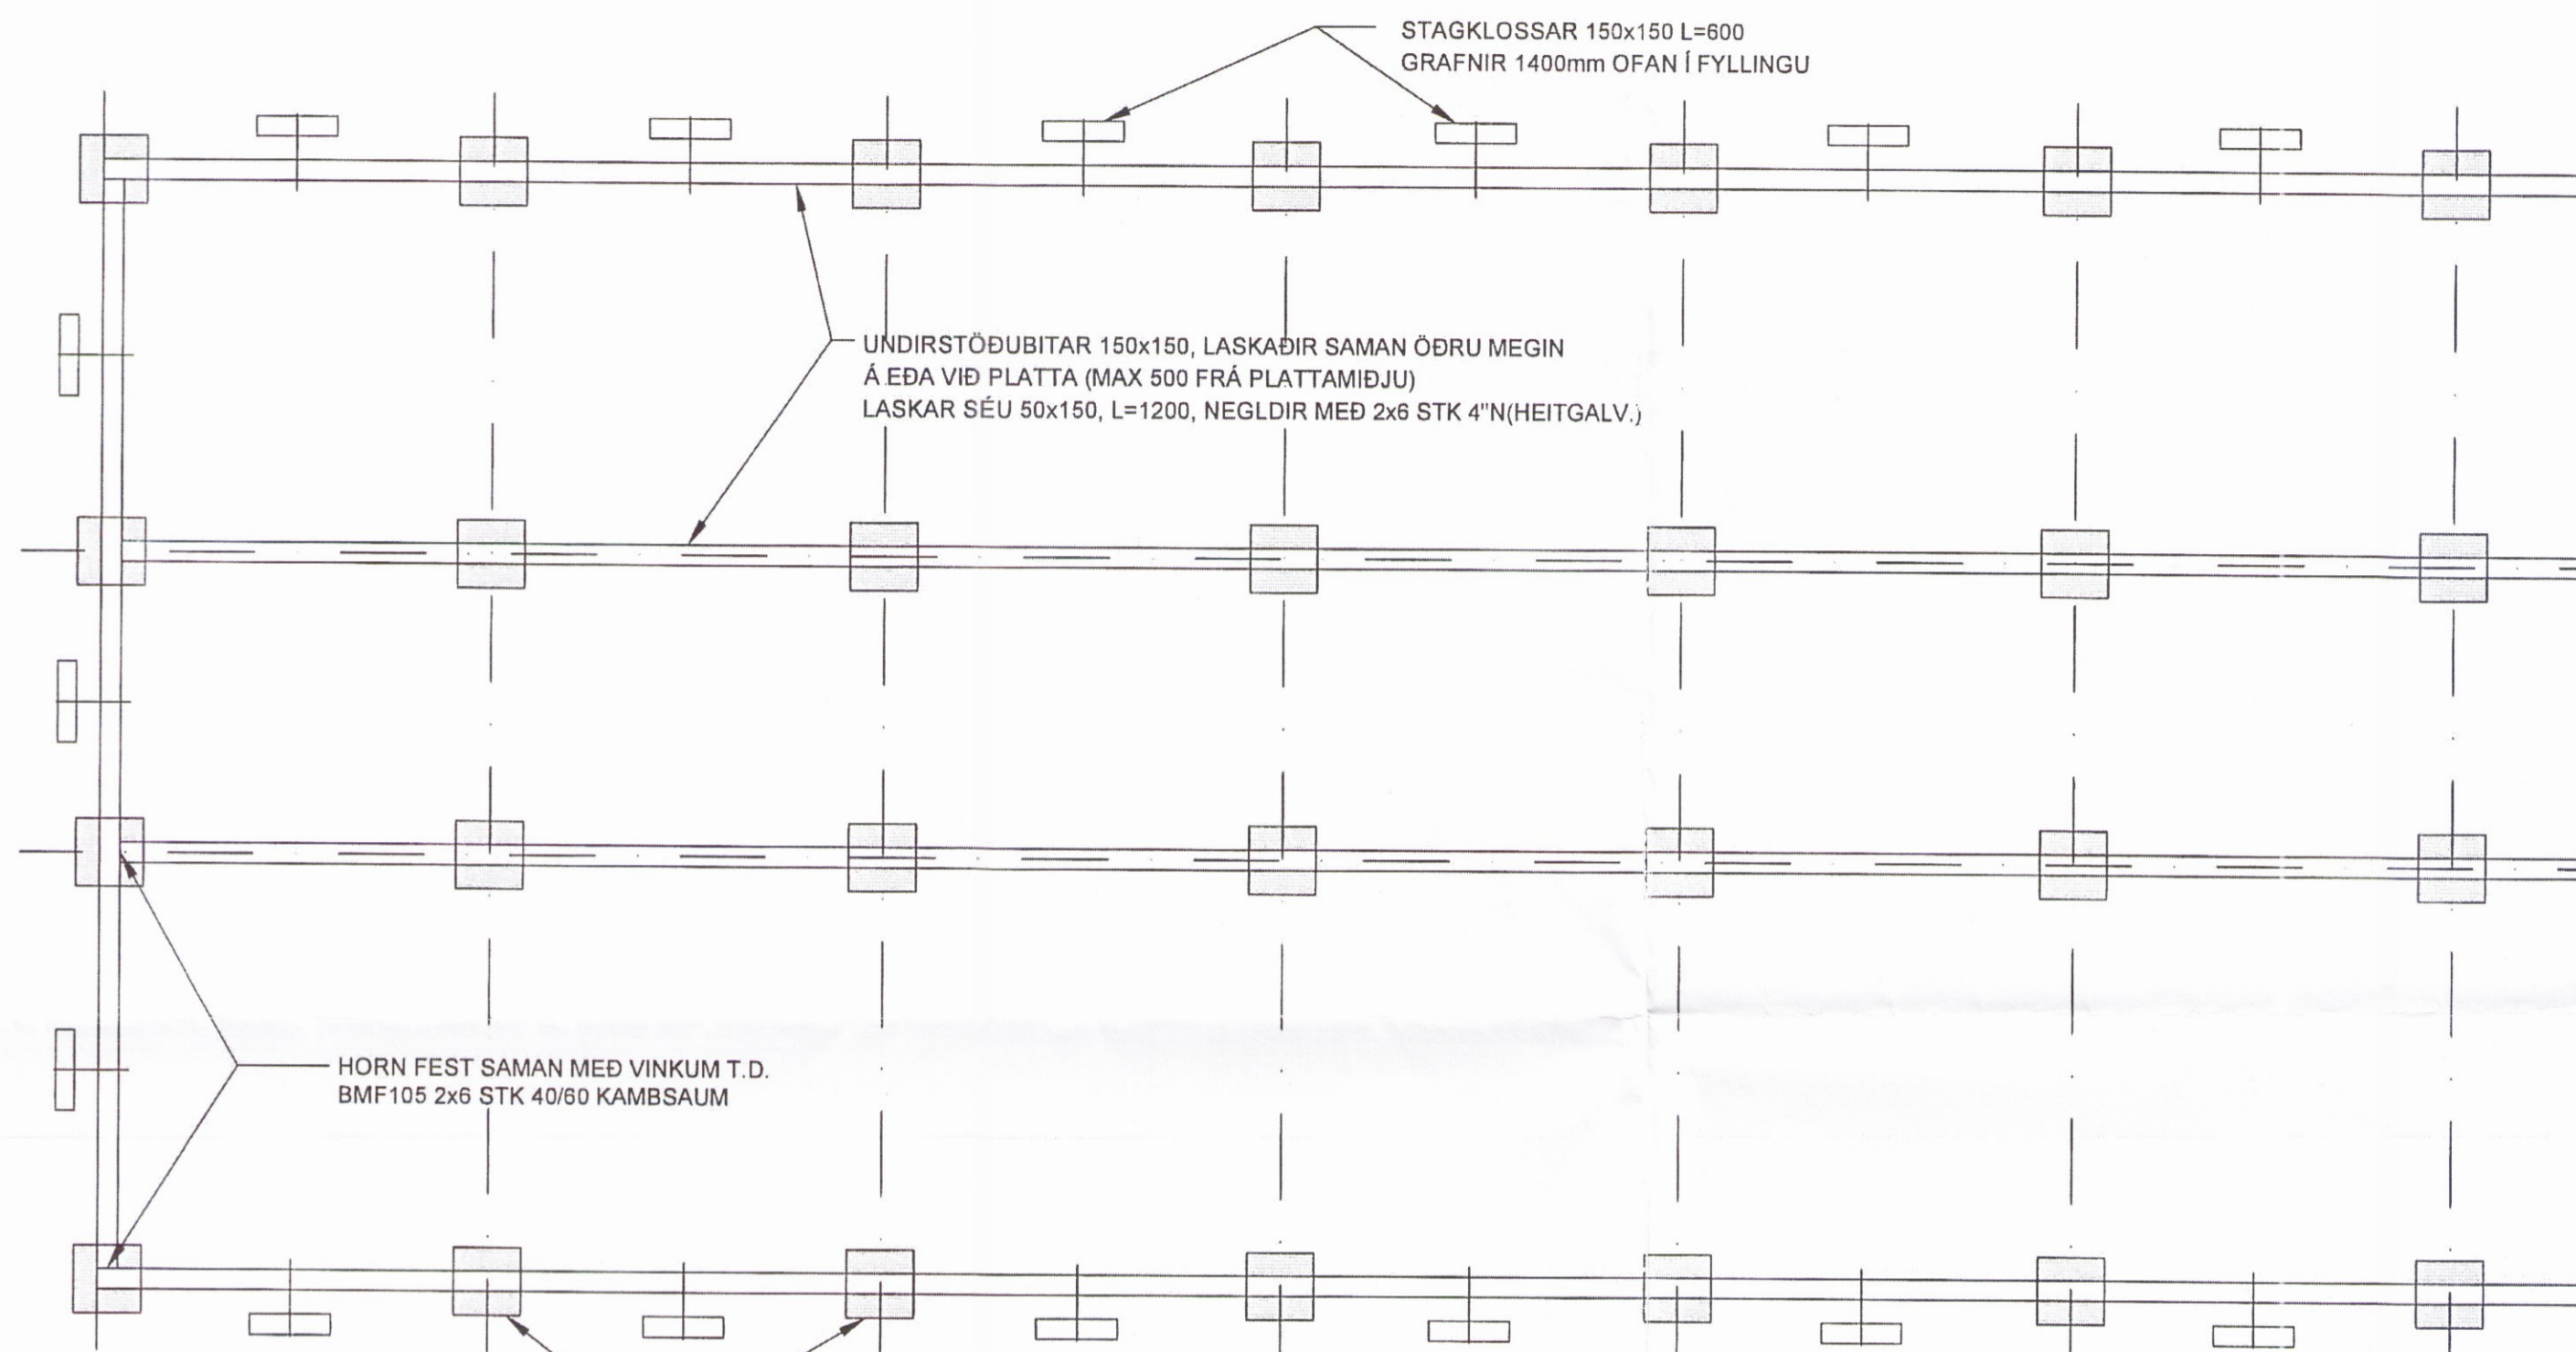 STAGKLOSSAR 150x150 L=600
GRAFNIR 1400mm OFAN Í FYLLINGU
UNDIRSTÖÐUBITAR 150x150, LASKAÐIR SAMAN ÖÐRU MEGIN
Á EÐA VIÐ PLATTA (MAX 500 FRÁ PLATTAMIÐJU)
LASKAR SÉU 50x150, L=1200, NEGLDIR MEÐ 2x6 STK 4"N(HEITGALV.)
HORN FEST SAMAN MEÐ VINKUM T.D.
BMF105 2x6 STK 40/60 KAMBSAUM